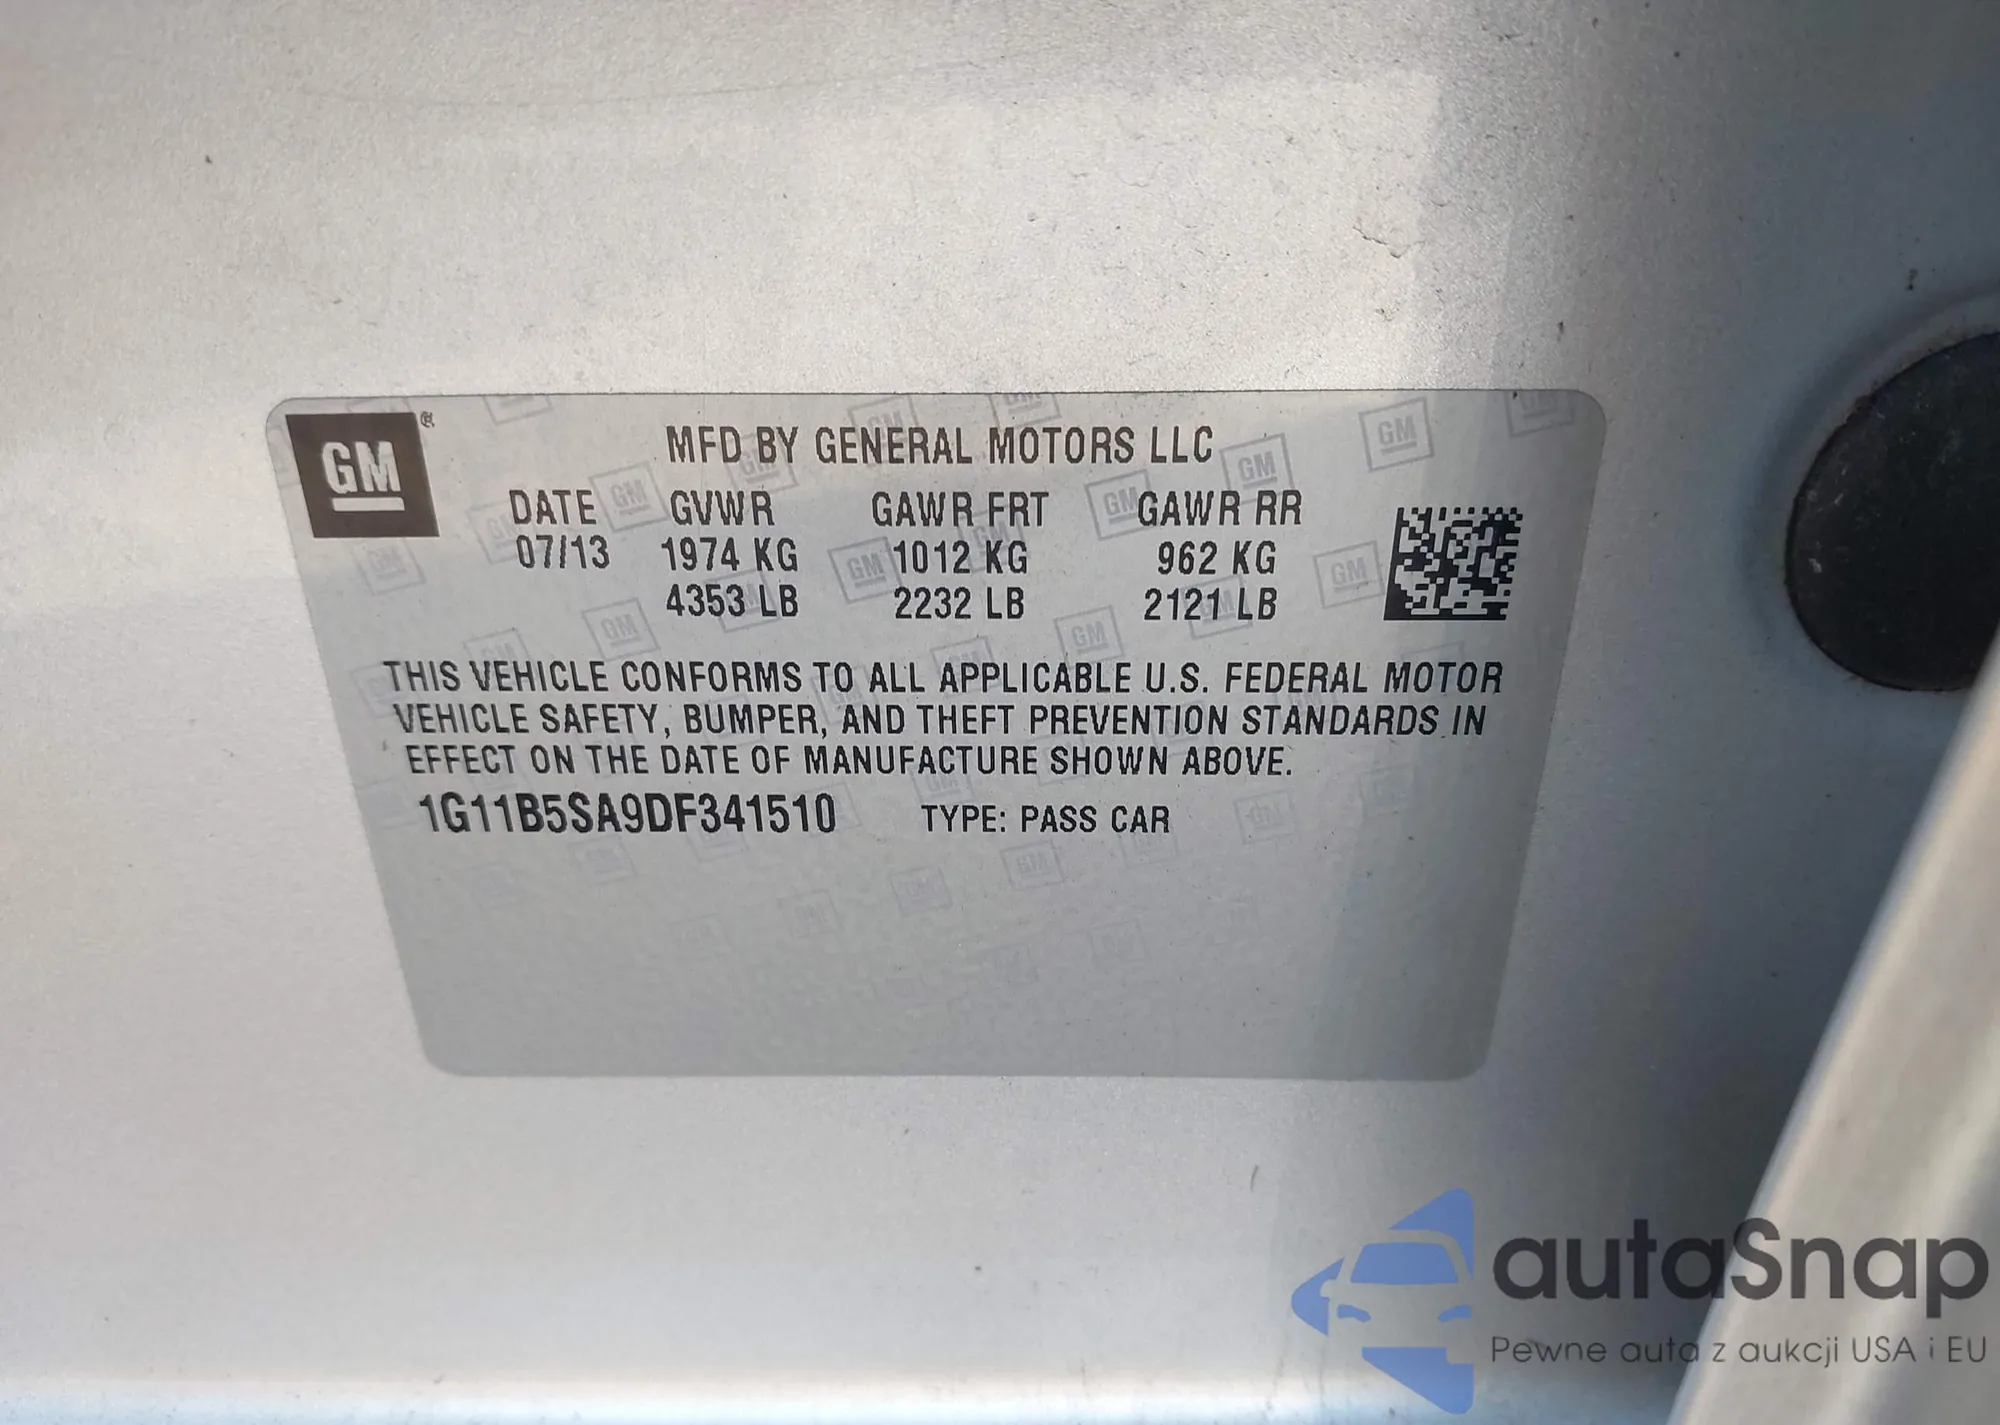 GM®
MFD BY GENERAL MOTORS LLC
DATE GVWR GAWR FRT GAWR RR
07/13 1974 KG 1012 KG 962 KG
4353 LB 2232 LB 2121 LB
THIS VEHICLE CONFORMS TO ALL APPLICABLE U.S. FEDERAL MOTOR
VEHICLE SAFETY, BUMPER, AND THEFT PREVENTION STANDARDS IN
EFFECT ON THE DATE OF MANUFACTURE SHOWN ABOVE.
1G11B5SA9DF341510 TYPE: PASS CAR
autaSnap
Pewne auta z aukcji USA i EU